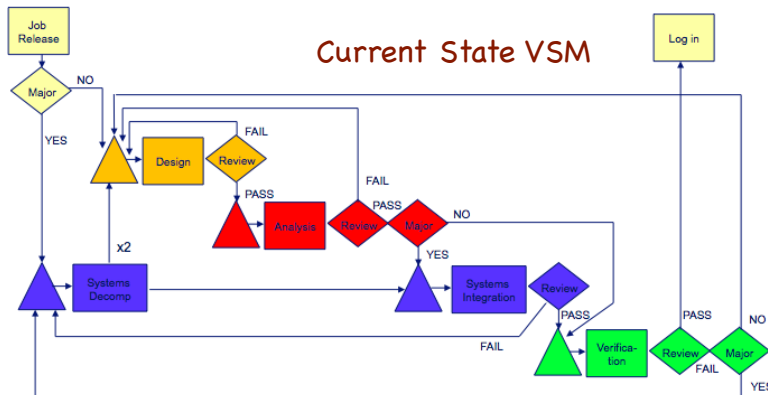 Job
Release
Current State VSM
Log in
Major
NO
YES
FAIL
Design
Review
PASS
FAIL
Analysis
Review
PASS
Major
NO
YES
x2
Systems
Decomp
Systems
Integration
Review
PASS
FAIL
Verifica-
tion
Review
PASS
FAIL
Major
NO
YES